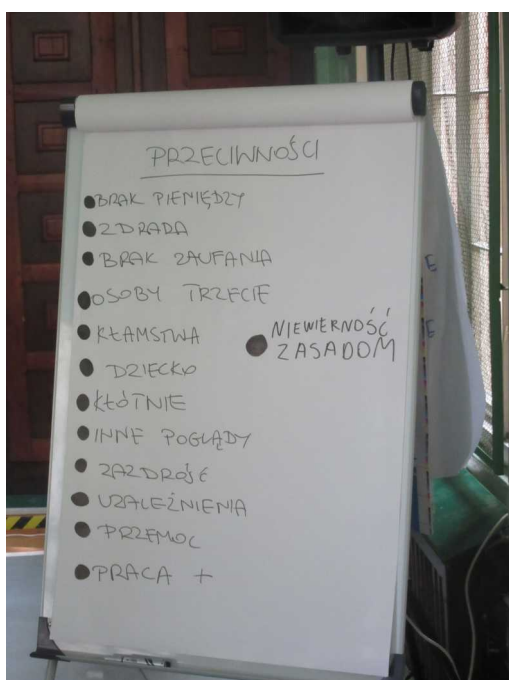 PRZECIWNOŚCI
BRAK PIENIĘDZY
ZDRADA
BRAK ZAUFANIA
OSOBY TRZECIE
KŁAMSTWA
DZIECKO
KŁÓTNIE
INNE POGLĄDY
ZAZDROŚĆ
UZALEŻNIENIA
PRZEMOC
PRACA +
NIEWIERNOŚĆ
ZASADOM
E
E